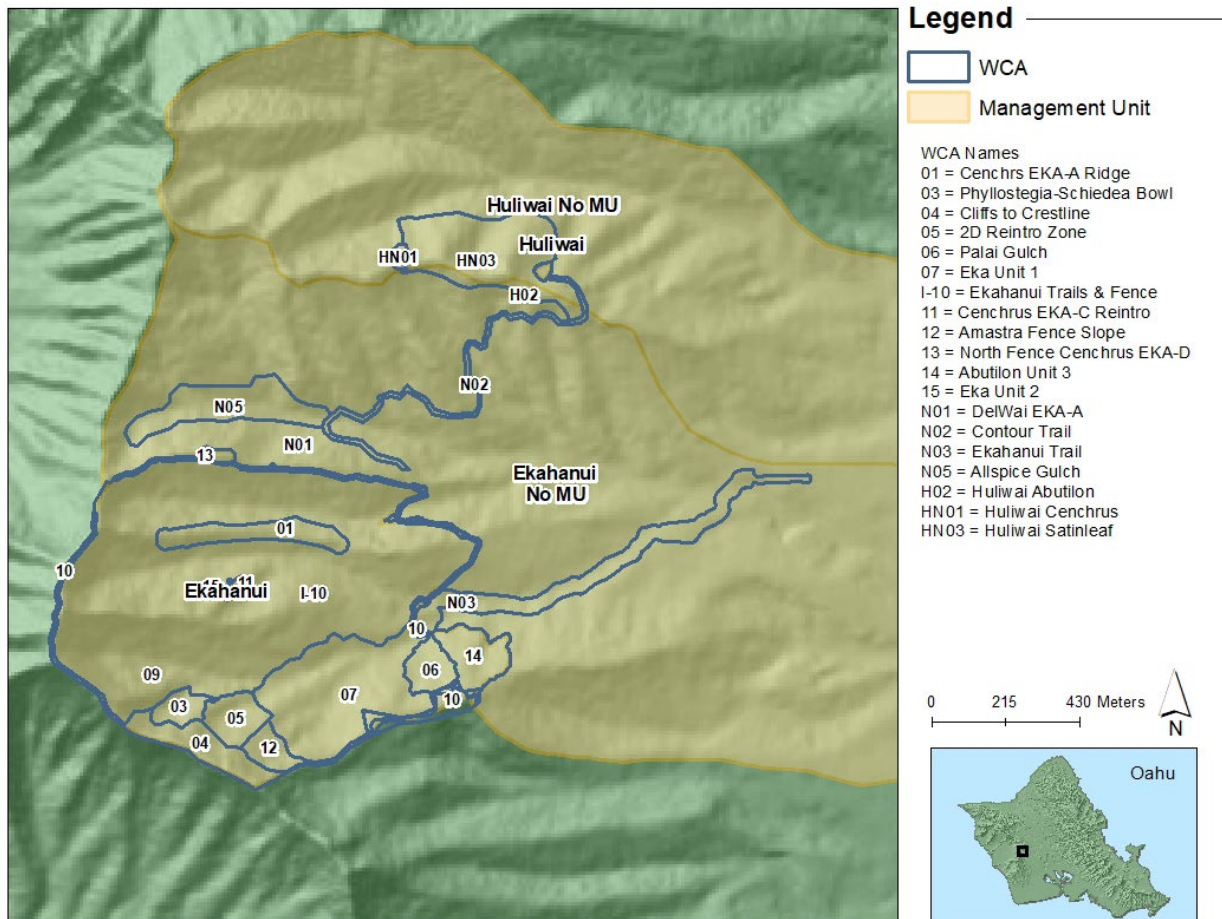 Huliwai No MU
Huliwai
HN01
HN03
H02
N02
N05
N01
13
Ekahanui
No MU
01
10
15
11
Ekahanui
I-10
N03
10
14
06
09
07
10
03
05
04
12
Legend
WCA
Management Unit
WCA Names
01 = Cenchrs EKA-A Ridge
03 = Phyllostegia-Schiedea Bowl
04 = Cliffs to Crestline
05 = 2D Reintro Zone
06 = Palai Gulch
07 = Eka Unit 1
I-10 = Ekahanui Trails & Fence
11 = Cenchrus EKA-C Reintro
12 = Amastra Fence Slope
13 = North Fence Cenchrus EKA-D
14 = Abutilon Unit 3
15 = Eka Unit 2
N01 = DelWai EKA-A
N02 = Contour Trail
N03 = Ekahanui Trail
N05 = Allspice Gulch
H02 = Huliwai Abutilon
HN01 = Huliwai Cenchrus
HN03 = Huliwai Satinleaf
0 215 430 Meters
N
Oahu